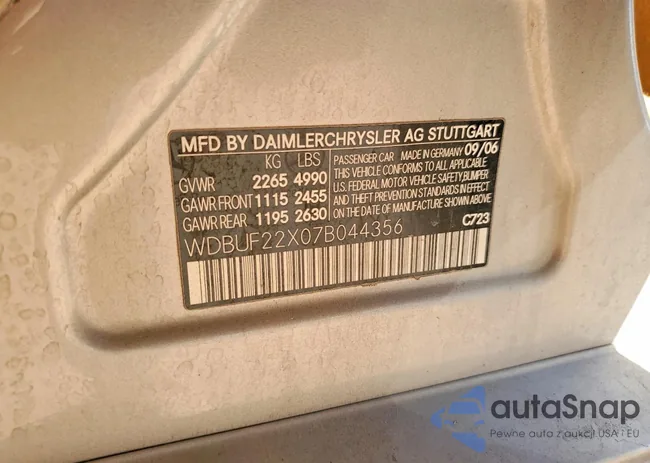 MFD BY DAIMLERCHRYSLER AG STUTTGART
KG LBS
GVWR 2265 4990
GAWR FRONT 1115 2455
GAWR REAR 1195 2630
PASSENGER CAR MADE IN GERMANY 09/06
THIS VEHICLE CONFORMS TO ALL APPLICABLE
U.S. FEDERAL MOTOR VEHICLE SAFETY,BUMPER
AND THEFT PREVENTION STANDARDS IN EFFECT
ON THE DATE OF MANUFACTURE SHOWN ABOVE
C723
WDBUF22X07B044356
autoSnap
Pewne auta z aukcji USA i EU